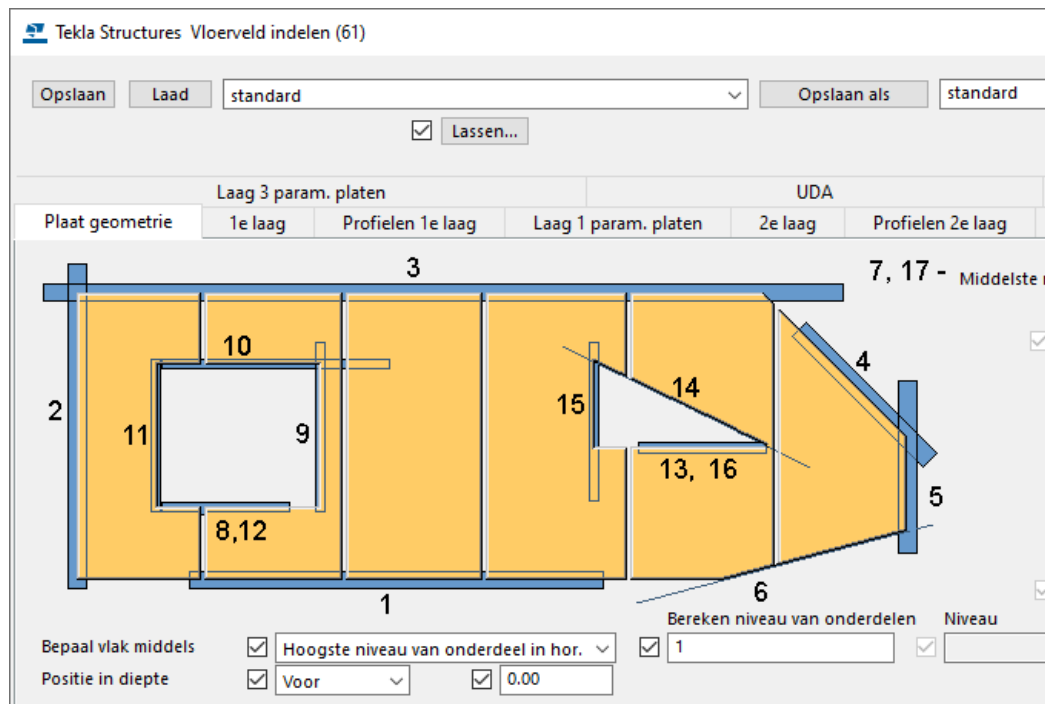 Tekla Structures Vloerveld indelen (61)
Opslaan Laad standard Opslaan als standard
Lassen...
Laag 3 param. platen UDA
Plaat geometrie 1e laag Profielen 1e laag Laag 1 param. platen 2e laag Profielen 2e laag
3
7, 17 - Middelste
10
4
2
11
9
15
14
13, 16
5
8,12
1
6
Bereken niveau van onderdelen Niveau
Bepaal vlak middels Hoogste niveau van onderdeel in hor. 1
Positie in diepte Voor 0.00